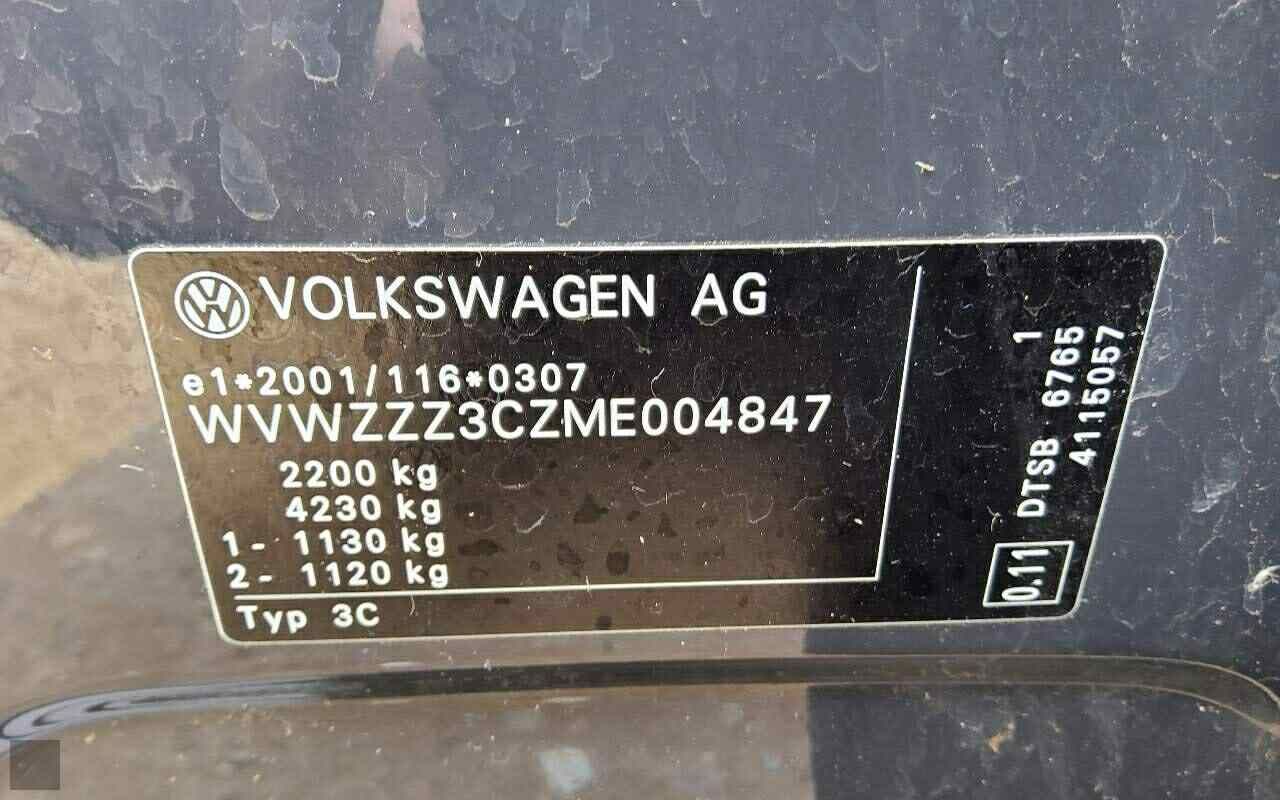 VOLKSWAGEN AG
e1*2001/116*0307
WVWZZZ3CZME004847
2200 kg
4230 kg
1- 1130 kg
2- 1120 kg
Typ 3C
1
DTSB 6765
4115057
0.11